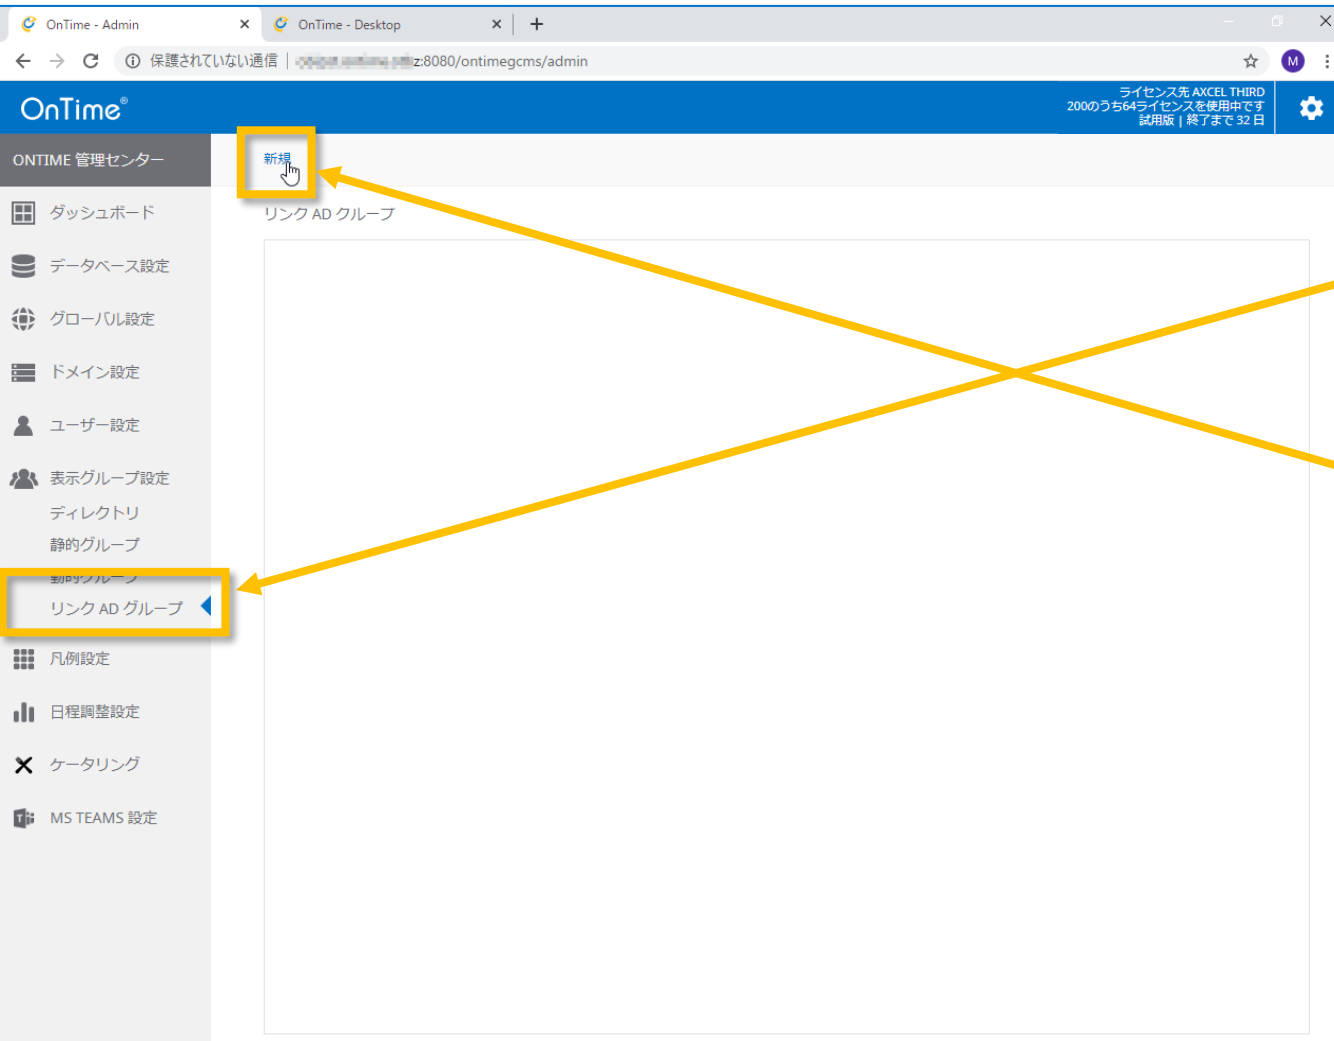 OnTime - Admin
OnTime - Desktop
保護されていない通信 | z:8080/ontimegcms/admin
M
OnTime®
ライセンス先 AXCEL THIRD
200のうち64ライセンスを使用中です
試用版 | 終了まで 32 日
ONTIME 管理センター
新規
ダッシュボード
リンク AD グループ
データベース設定
グローバル設定
ドメイン設定
ユーザー設定
表示グループ設定
ディレクトリ
静的グループ
動的グループ
リンク AD グループ
凡例設定
日程調整設定
ケータリング
MS TEAMS 設定